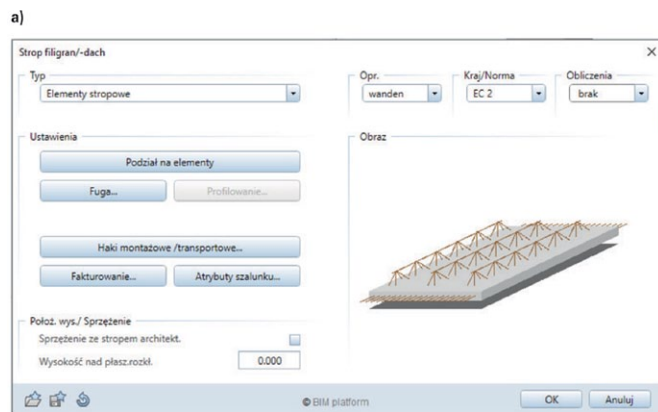 a)
Strop filigran/-dach
Typ
Elementy stropowe
Opr.
wanden
Kraj/Norma
EC 2
Obliczenia
brak
Ustawienia
Podział na elementy
Fuga...
Profilowanie...
Haki montażowe /transportowe...
Fakturowanie...
Atrybuty szalunku...
Obraz
Położ. wys./ Sprzężenie
Sprzężenie ze stropem architekt.
Wysokość nad płasz.rozkł.
0.000
© BIM platform
OK
Anuluj